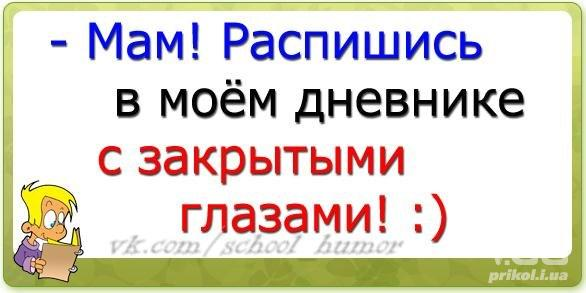 - Мам! Распишись
в моём дневнике
с закрытыми
глазами! :)
vk.com/school_humor
prikol.i.ua